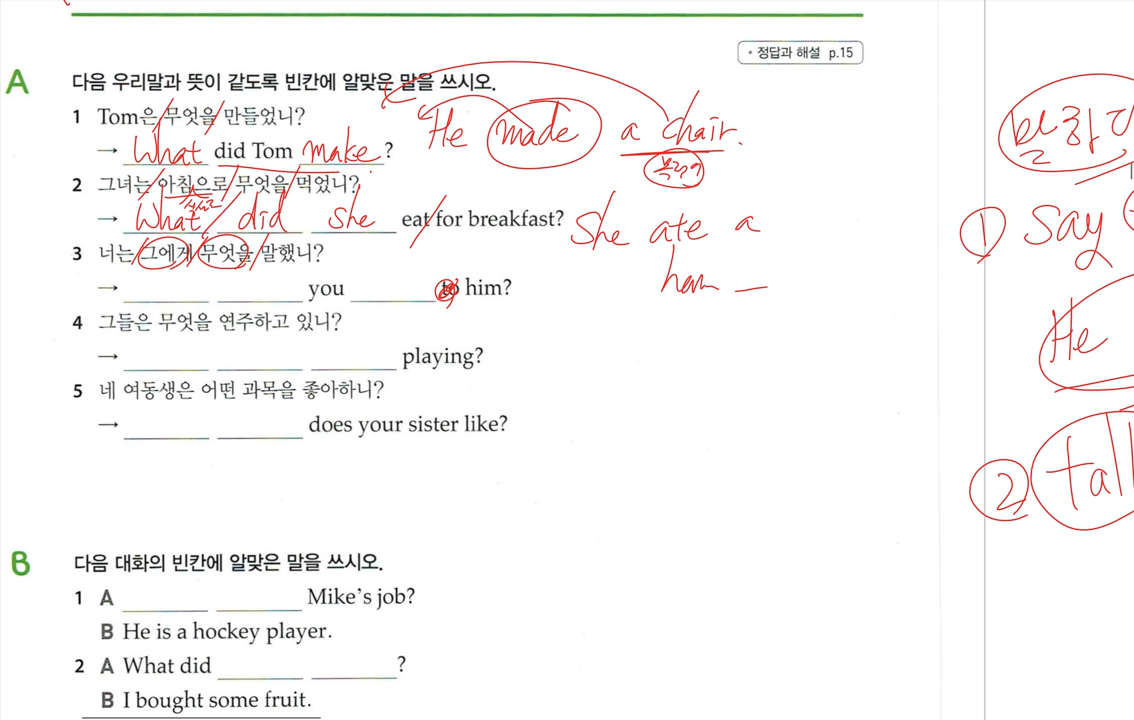 • 정답과 해설 p.15
A 다음 우리말과 뜻이 같도록 빈칸에 알맞은 말을 쓰시오.
1 Tom은 무엇을 만들었니?
→ What did Tom make ?
He made a chair.
2 그녀는 아침으로 무엇을 먹었니?
→ What did she eat for breakfast?
She ate a
ham
3 너는 그에게 무엇을 말했니?
→ you to him?
4 그들은 무엇을 연주하고 있니?
→ playing?
5 네 여동생은 어떤 과목을 좋아하니?
→ does your sister like?
① say
He
②
B 다음 대화의 빈칸에 알맞은 말을 쓰시오.
1 A Mike's job?
B He is a hockey player.
2 A What did ?
B I bought some fruit.